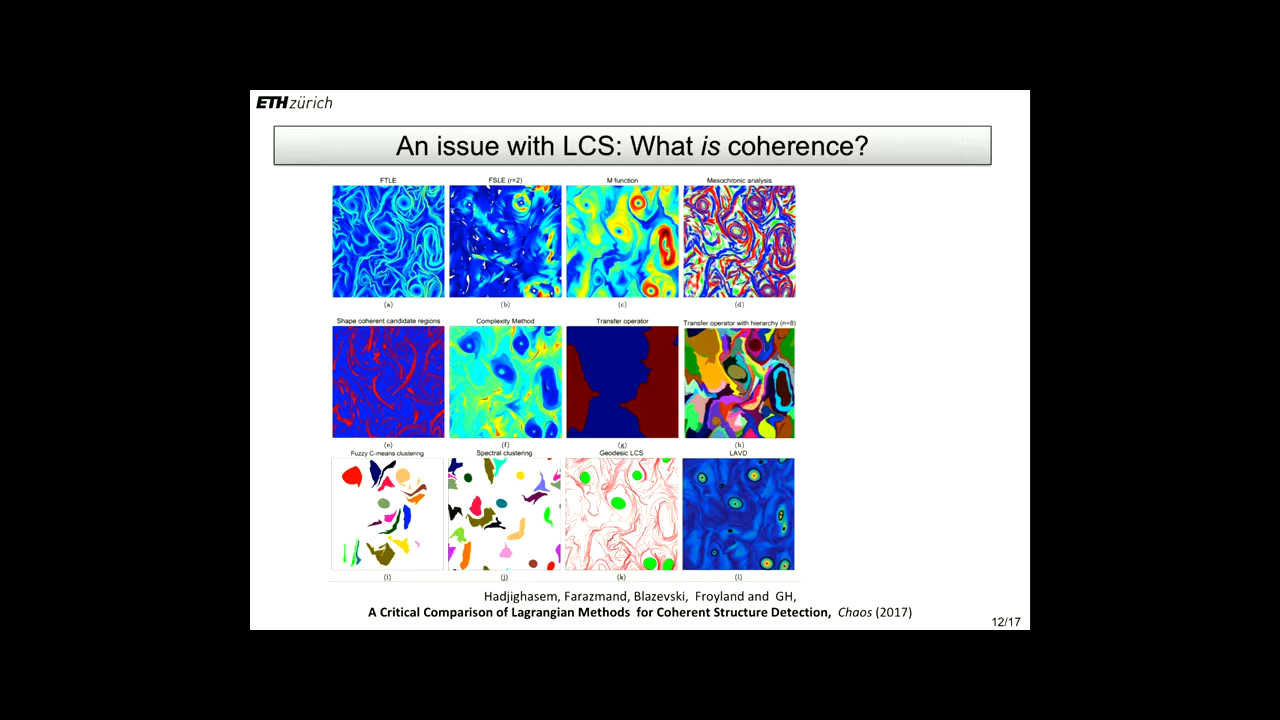 ETH zürich
An issue with LCS: What is coherence?
FTLE
FSLE (r=2)
M function
Mesochronic analysis
(a)
(b)
(c)
(d)
Shape coherent candidate regions
Complexity Method
Transfer operator
Transfer operator with hierarchy (n=8)
(e)
(f)
(g)
(h)
Fuzzy C-means clustering
Spectral clustering
Geodesic LCS
LAVD
(i)
(j)
(k)
(l)
Hadjighasem, Farazmand, Blazevski, Froyland and GH,
A Critical Comparison of Lagrangian Methods for Coherent Structure Detection, Chaos (2017)
12/17